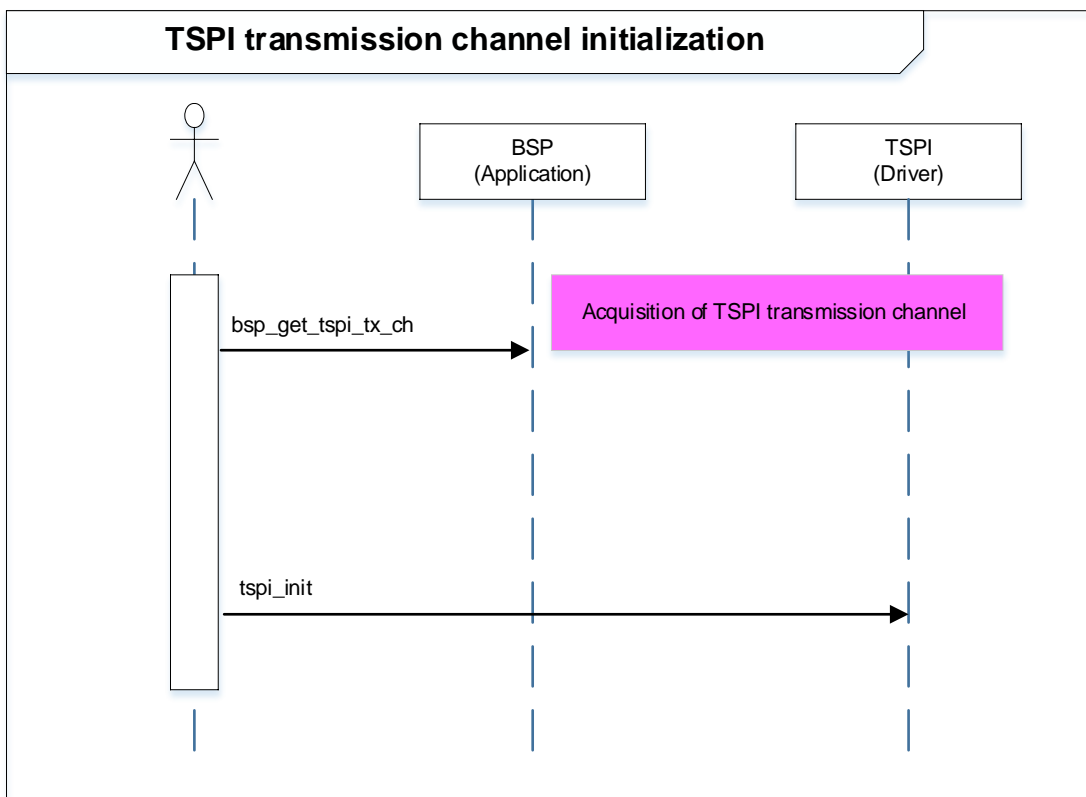 TSPI transmission channel initialization
BSP
(Application)
TSPI
(Driver)
Acquisition of TSPI transmission channel
bsp_get_tspi_tx_ch
tspi_init